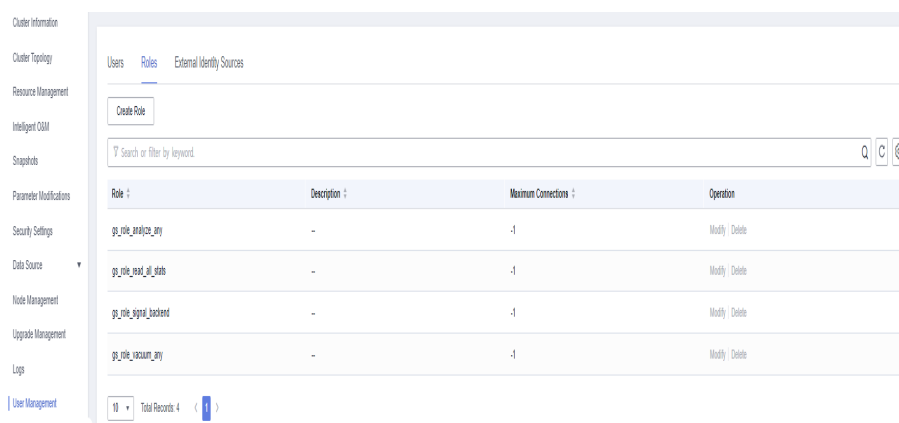 Cluster Information
Cluster Topology
Resource Management
Intelligent O&M
Snapshots
Parameter Modifications
Security Settings
Data Source
Node Management
Upgrade Management
Logs
User Management
Users Roles External Identity Sources
Create Role
Search or filter by keyword.
Role Description Maximum Connections Operation
gs_role_analyze_any -- -1 Modify Delete
gs_role_read_all_stats -- -1 Modify Delete
gs_role_signal_backend -- -1 Modify Delete
gs_role_vacuum_any -- -1 Modify Delete
10 Total Records: 4 < 1 >